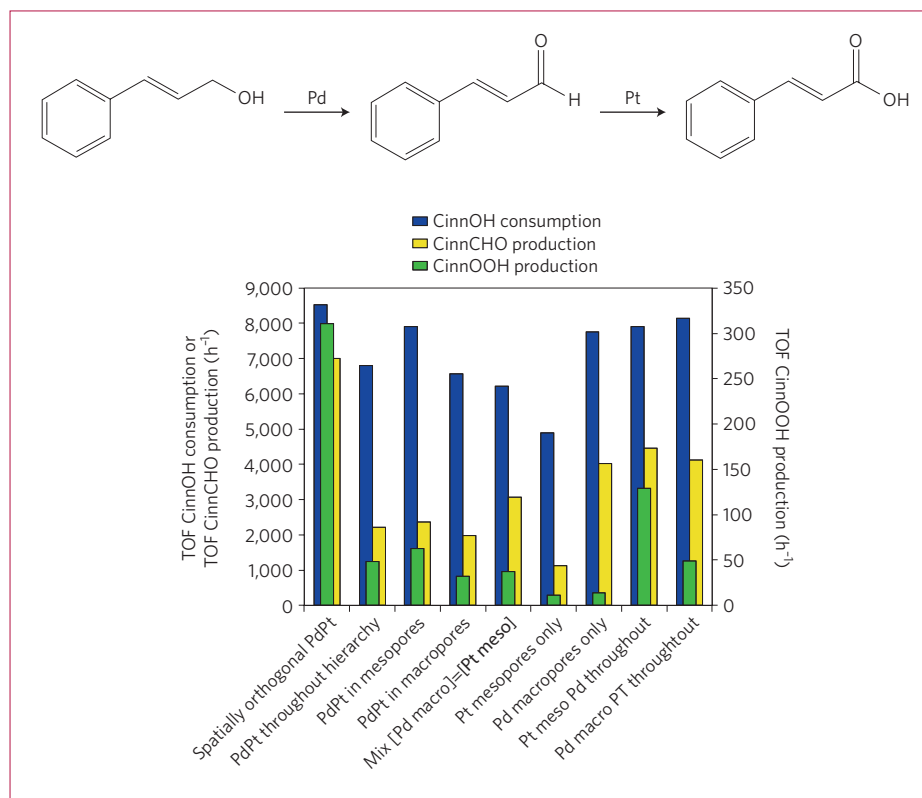 O
O
Pd
Pt
OH
H
OH
CinnOH consumption
CinnCHO production
CinnOOH production
TOF CinnOH consumption or
TOF CinnCHO production (h⁻¹)
9,000
8,000
7,000
6,000
5,000
4,000
3,000
2,000
1,000
0
350
300
250
200
150
100
50
0
TOF CinnOOH production (h⁻¹)
Spatially orthogonal PdPt
PdPt throughout hierarchy
PdPt in mesopores
PdPt in macropores
Mix [Pd macro]=[Pt meso]
Pt mesopores only
Pd macropores only
Pt meso Pd throughout
Pd macro PT throughtout